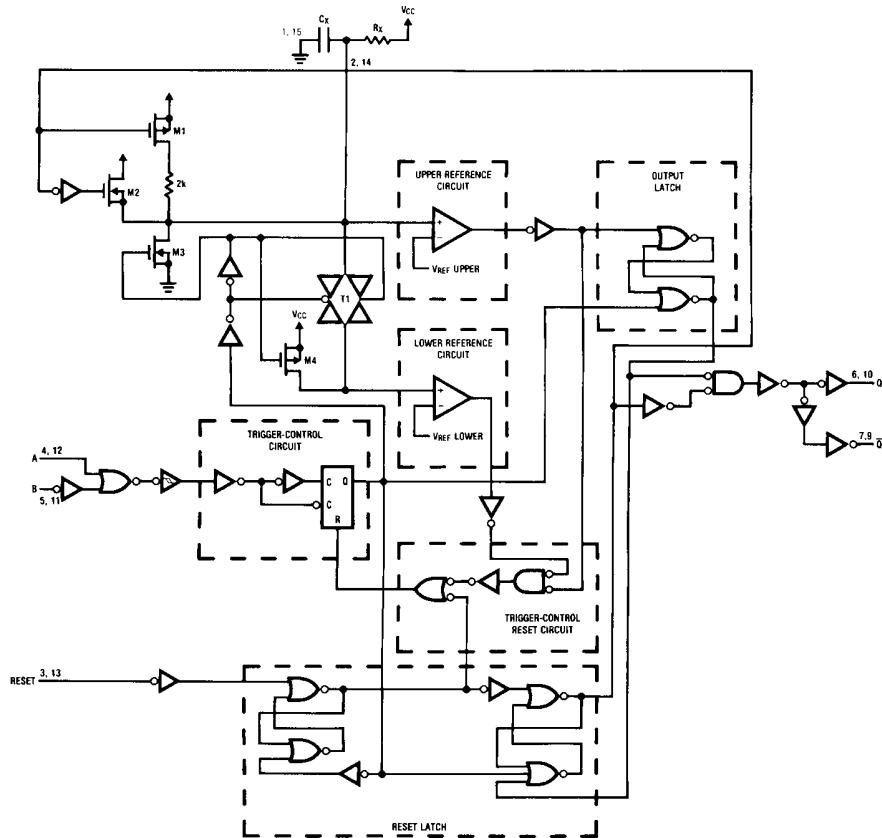 CX
RX
VCC
1, 15
2, 14
M1
M2
2k
M3
UPPER REFERENCE
CIRCUIT
+
−
VREF UPPER
OUTPUT
LATCH
T1
VCC
M4
LOWER REFERENCE
CIRCUIT
+
−
VREF LOWER
6, 10
Q
7,9
Q̅
TRIGGER-CONTROL
CIRCUIT
A
4, 12
B
5, 11
C
Q
C
R
TRIGGER-CONTROL
RESET CIRCUIT
RESET
3, 13
RESET LATCH